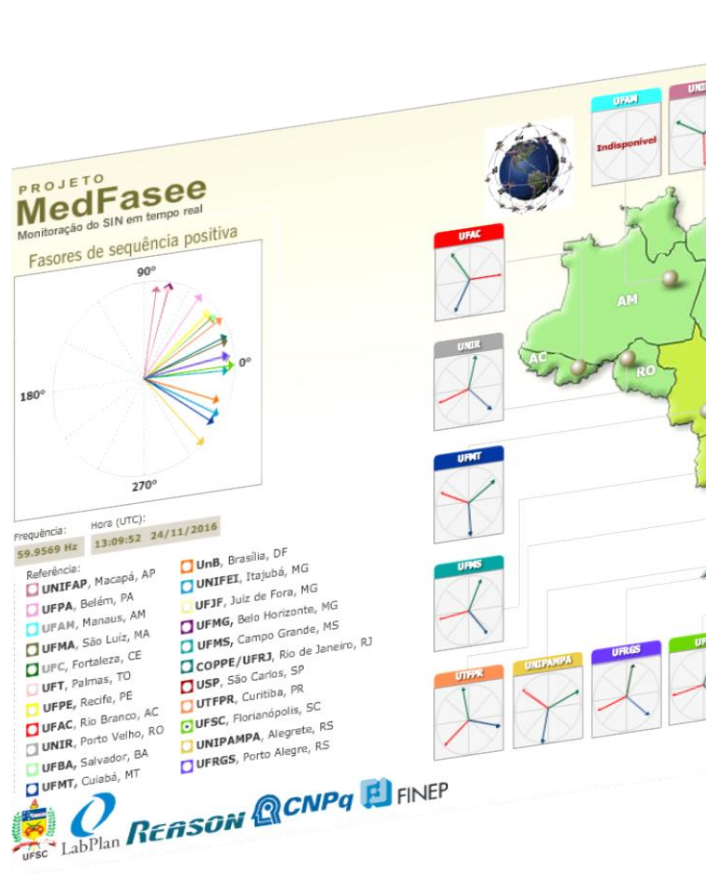 PROJETO
MedFasee
Monitoração do SIN em tempo real
Fasores de sequência positiva
90°
0°
180°
270°
Frequência:
59.9569 Hz
Hora (UTC):
13:09:52 24/11/2016
Referência:
UNIFAP, Macapá, AP
UFPA, Belém, PA
UFAM, Manaus, AM
UFMA, São Luíz, MA
UFC, Fortaleza, CE
UFT, Palmas, TO
UFPE, Recife, PE
UFAC, Rio Branco, AC
UNIR, Porto Velho, RO
UFBA, Salvador, BA
UFMT, Cuiabá, MT
UnB, Brasília, DF
UNIFEI, Itajubá, MG
UFJF, Juiz de Fora, MG
UFMG, Belo Horizonte, MG
UFMS, Campo Grande, MS
COPPE/UFRJ, Rio de Janeiro, RJ
USP, São Carlos, SP
UTFPR, Curitiba, PR
UFSC, Florianópolis, SC
UNIPAMPA, Alegrete, RS
UFRGS, Porto Alegre, RS
UFAM
Indisponível
UNI
UFAC
UNIR
UFMT
UFMS
UTFPR
UNIPAMPA
UFRGS
UF
AM
AC
RO
UFSC
LabPlan
REASON
CNPq
FINEP